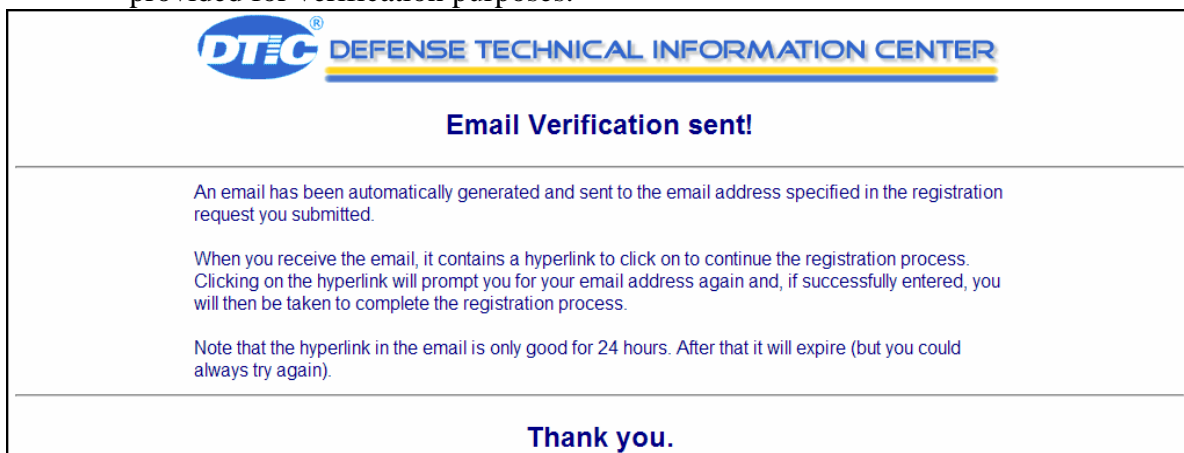 provided for verification purposes.
DTIC® DEFENSE TECHNICAL INFORMATION CENTER
Email Verification sent!
An email has been automatically generated and sent to the email address specified in the registration
request you submitted.
When you receive the email, it contains a hyperlink to click on to continue the registration process.
Clicking on the hyperlink will prompt you for your email address again and, if successfully entered, you
will then be taken to complete the registration process.
Note that the hyperlink in the email is only good for 24 hours. After that it will expire (but you could
always try again).
Thank you.